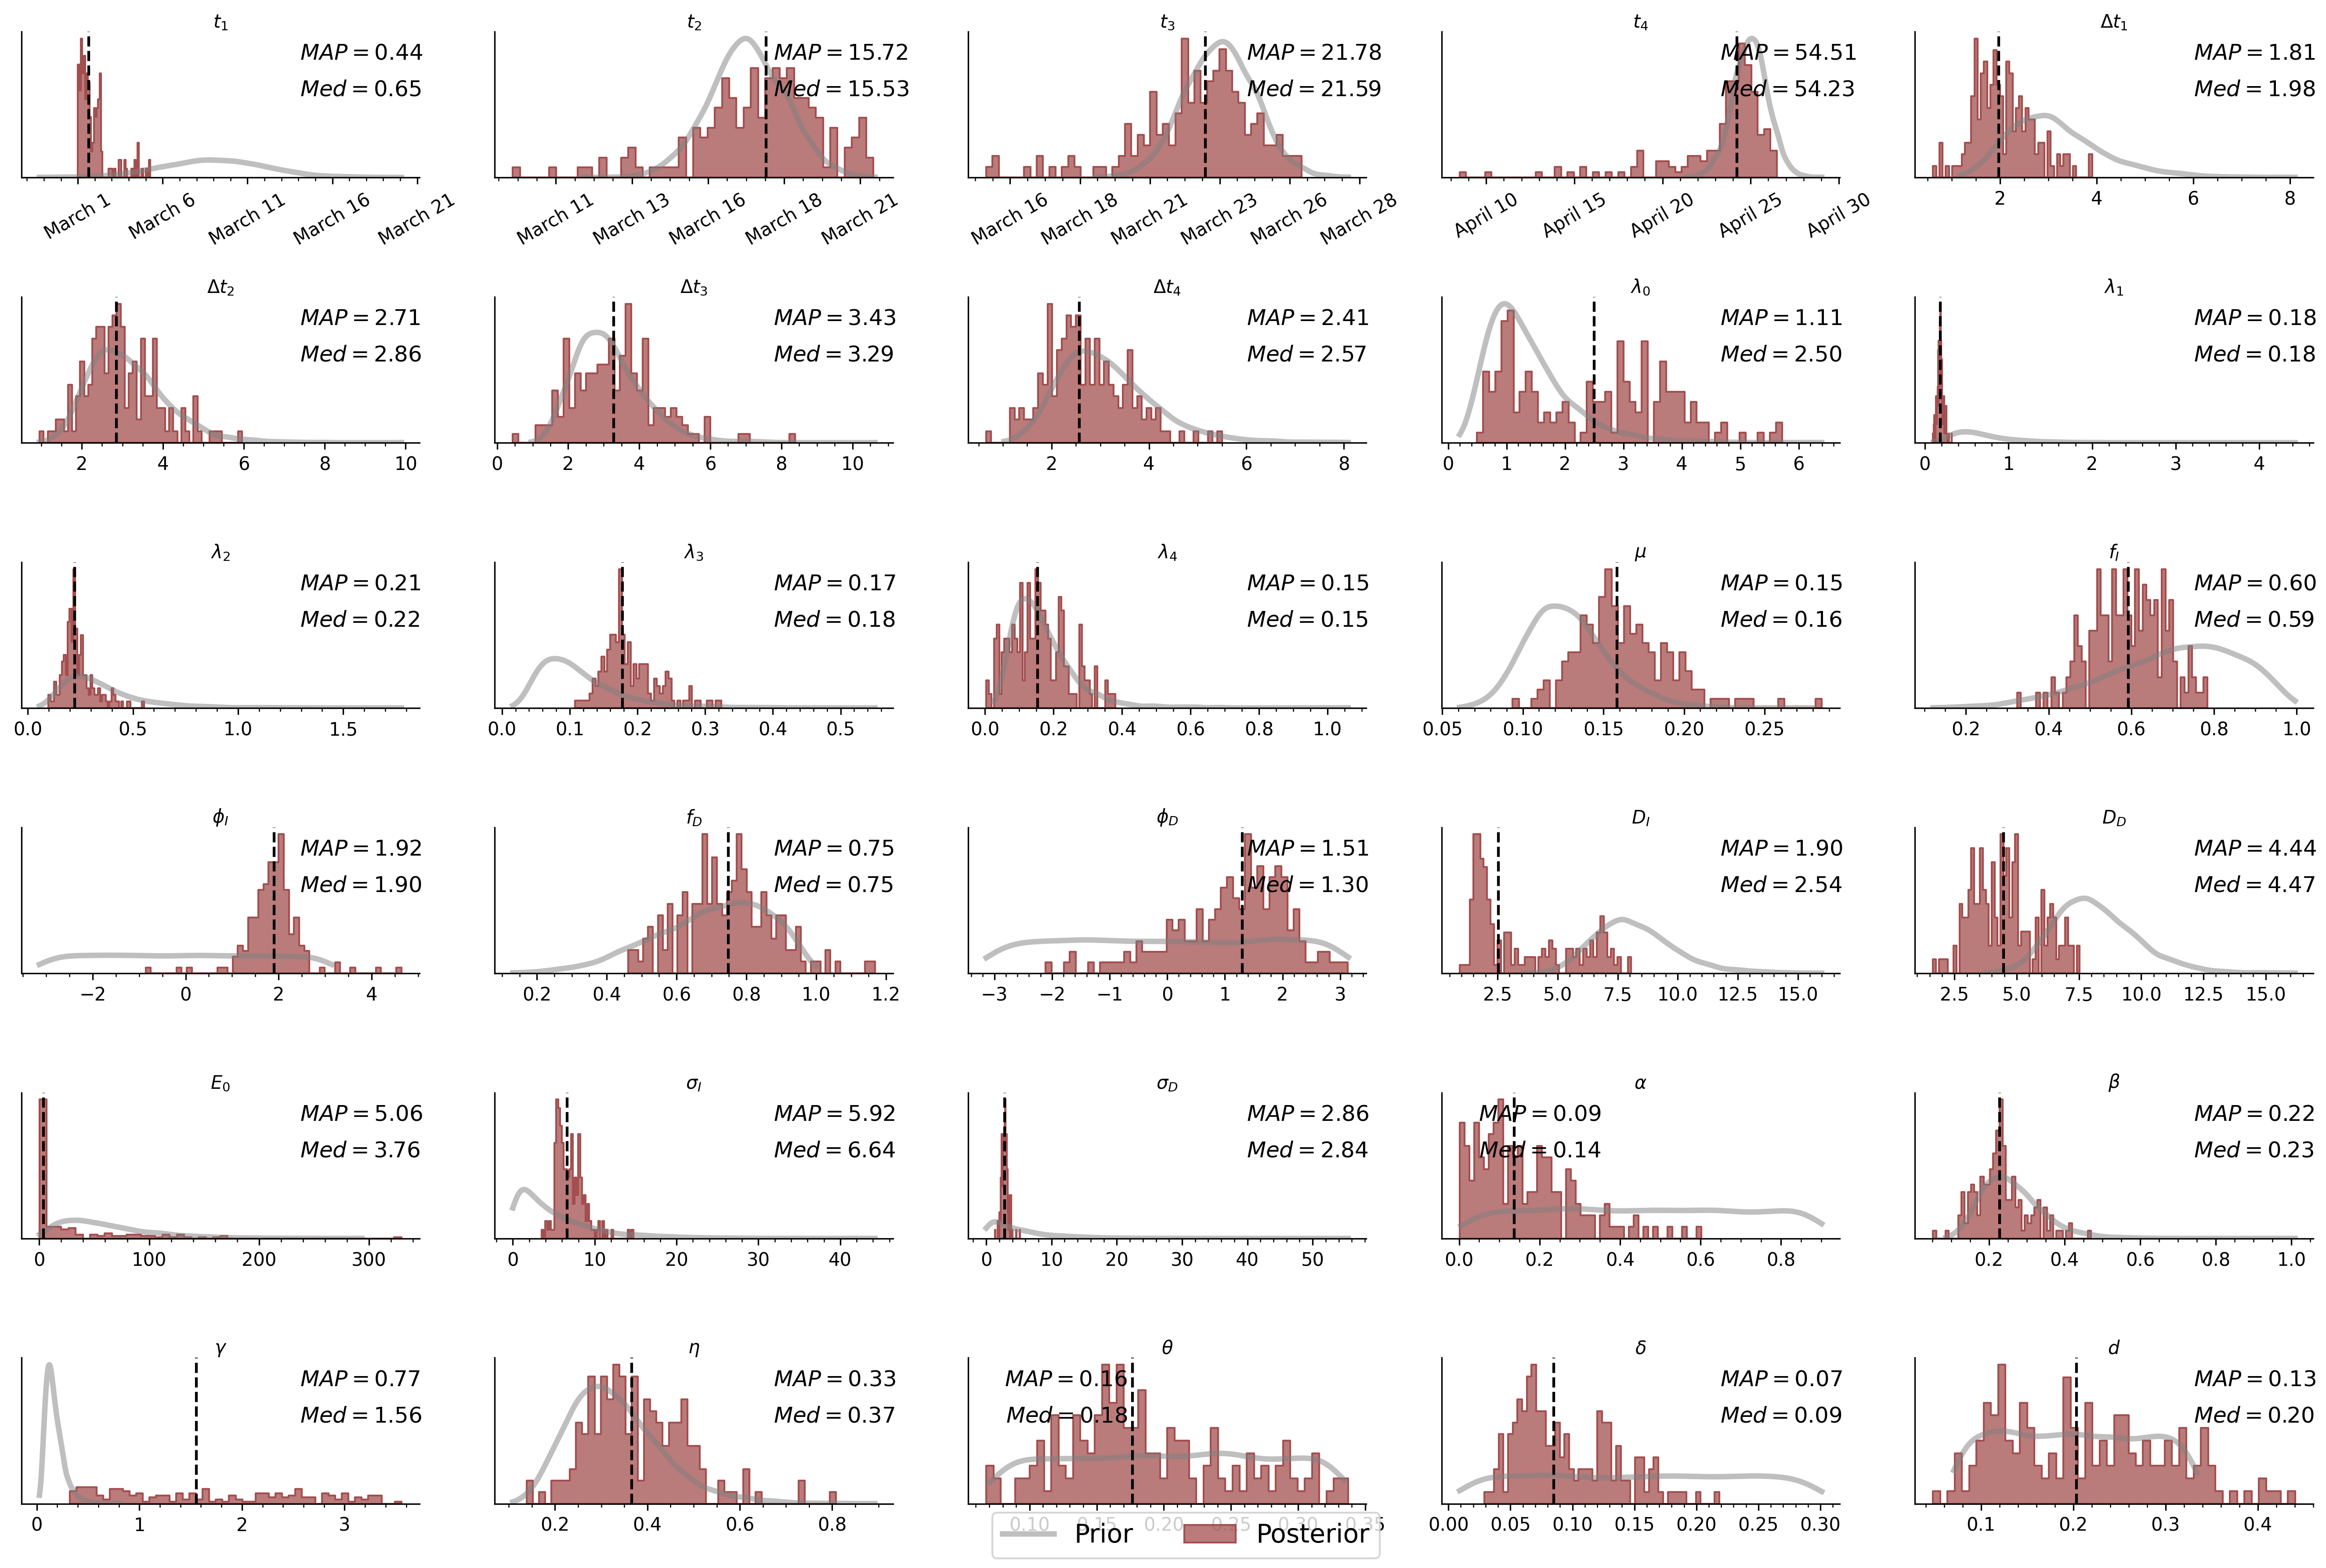 t₁ t₂ t₃ t₄ Δt₁
MAP = 0.44 MAP = 15.72 MAP = 21.78 MAP = 54.51 MAP = 1.81
Med = 0.65 Med = 15.53 Med = 21.59 Med = 54.23 Med = 1.98
March 1 March 6 March 11 March 16 March 21 March 11 March 13 March 16 March 18 March 21 March 16 March 18 March 21 March 23 March 26 March 28 April 10 April 15 April 20 April 25 April 30 2 4 6 8
Δt₂ Δt₃ Δt₄ λ₀ λ₁
MAP = 2.71 MAP = 3.43 MAP = 2.41 MAP = 1.11 MAP = 0.18
Med = 2.86 Med = 3.29 Med = 2.57 Med = 2.50 Med = 0.18
2 4 6 8 10 0 2 4 6 8 10 2 4 6 8 0 1 2 3 4 5 6 0 1 2 3 4
λ₂ λ₃ λ₄ μ f_I
MAP = 0.21 MAP = 0.17 MAP = 0.15 MAP = 0.15 MAP = 0.60
Med = 0.22 Med = 0.18 Med = 0.15 Med = 0.16 Med = 0.59
0.0 0.5 1.0 1.5 0.0 0.1 0.2 0.3 0.4 0.5 0.0 0.2 0.4 0.6 0.8 1.0 0.05 0.10 0.15 0.20 0.25 0.2 0.4 0.6 0.8 1.0
ϕ_I f_D ϕ_D D_I D_D
MAP = 1.92 MAP = 0.75 MAP = 1.51 MAP = 1.90 MAP = 4.44
Med = 1.90 Med = 0.75 Med = 1.30 Med = 2.54 Med = 4.47
−2 0 2 4 0.2 0.4 0.6 0.8 1.0 1.2 −3 −2 −1 0 1 2 3 2.5 5.0 7.5 10.0 12.5 15.0 2.5 5.0 7.5 10.0 12.5 15.0
E₀ σ_I σ_D α β
MAP = 5.06 MAP = 5.92 MAP = 2.86 MAP = 0.09 MAP = 0.22
Med = 3.76 Med = 6.64 Med = 2.84 Med = 0.14 Med = 0.23
0 100 200 300 0 10 20 30 40 0 10 20 30 40 50 0.0 0.2 0.4 0.6 0.8 0.2 0.4 0.6 0.8 1.0
γ η θ δ d
MAP = 0.77 MAP = 0.33 MAP = 0.16 MAP = 0.07 MAP = 0.13
Med = 1.56 Med = 0.37 Med = 0.18 Med = 0.09 Med = 0.20
0 1 2 3 0.2 0.4 0.6 0.8 0.10 0.15 0.20 0.25 0.30 0.35 0.00 0.05 0.10 0.15 0.20 0.25 0.30 0.1 0.2 0.3 0.4
Prior Posterior